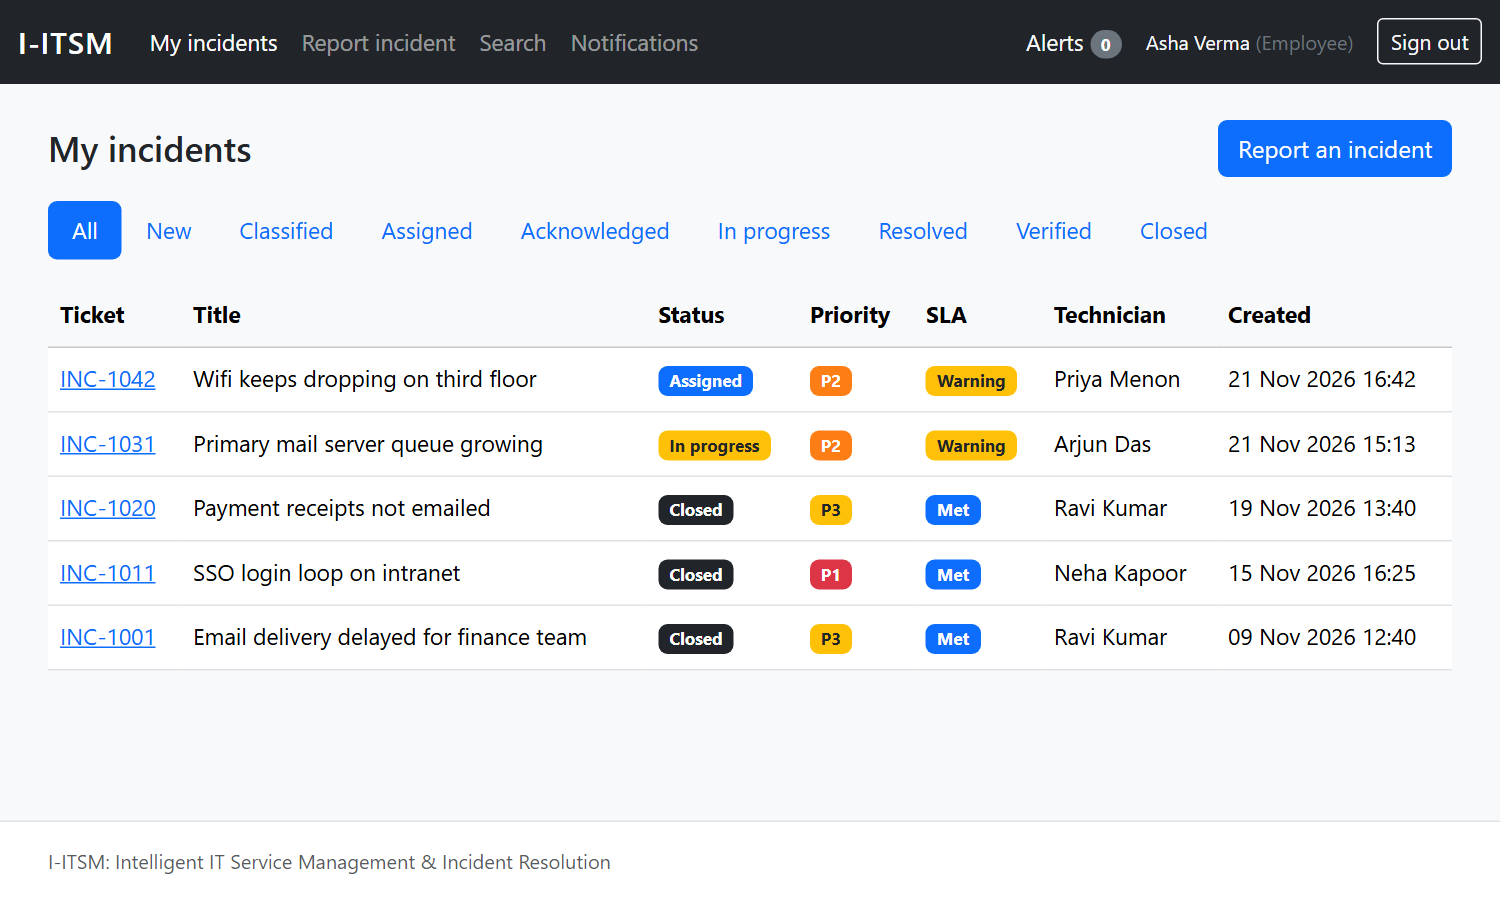 I-ITSM My incidents Report incident Search Notifications Alerts 0 Asha Verma (Employee) Sign out
My incidents Report an incident
All New Classified Assigned Acknowledged In progress Resolved Verified Closed
Ticket Title Status Priority SLA Technician Created
INC-1042 Wifi keeps dropping on third floor Assigned P2 Warning Priya Menon 21 Nov 2026 16:42
INC-1031 Primary mail server queue growing In progress P2 Warning Arjun Das 21 Nov 2026 15:13
INC-1020 Payment receipts not emailed Closed P3 Met Ravi Kumar 19 Nov 2026 13:40
INC-1011 SSO login loop on intranet Closed P1 Met Neha Kapoor 15 Nov 2026 16:25
INC-1001 Email delivery delayed for finance team Closed P3 Met Ravi Kumar 09 Nov 2026 12:40
I-ITSM: Intelligent IT Service Management & Incident Resolution